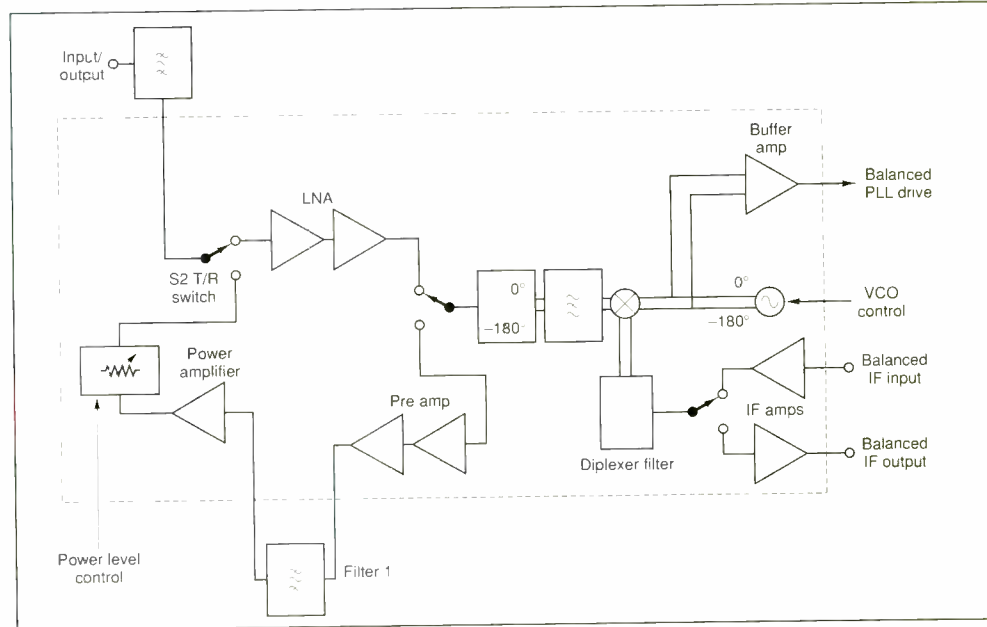 Input/
output
Buffer
amp
Balanced
PLL drive
LNA
S2 T/R
switch
0°
-180°
0°
-180°
VCO
control
Power
amplifier
Pre amp
Balanced
IF input
IF amps
Diplexer filter
Balanced
IF output
Power level
control
Filter 1